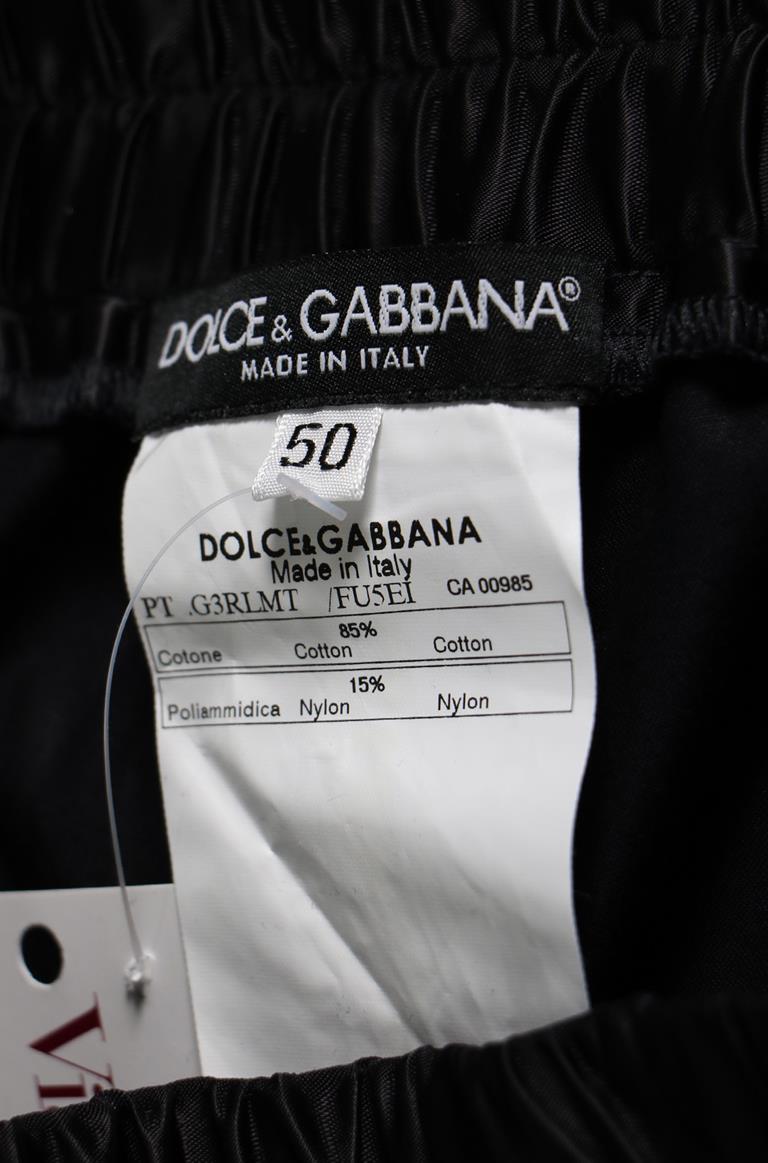 DOLCE & GABBANA®
MADE IN ITALY
50
DOLCE&GABBANA
Made in Italy
PT .G3RLMT /FU5EI CA 00985
85%
Cotone Cotton Cotton
15%
Poliammidica Nylon Nylon